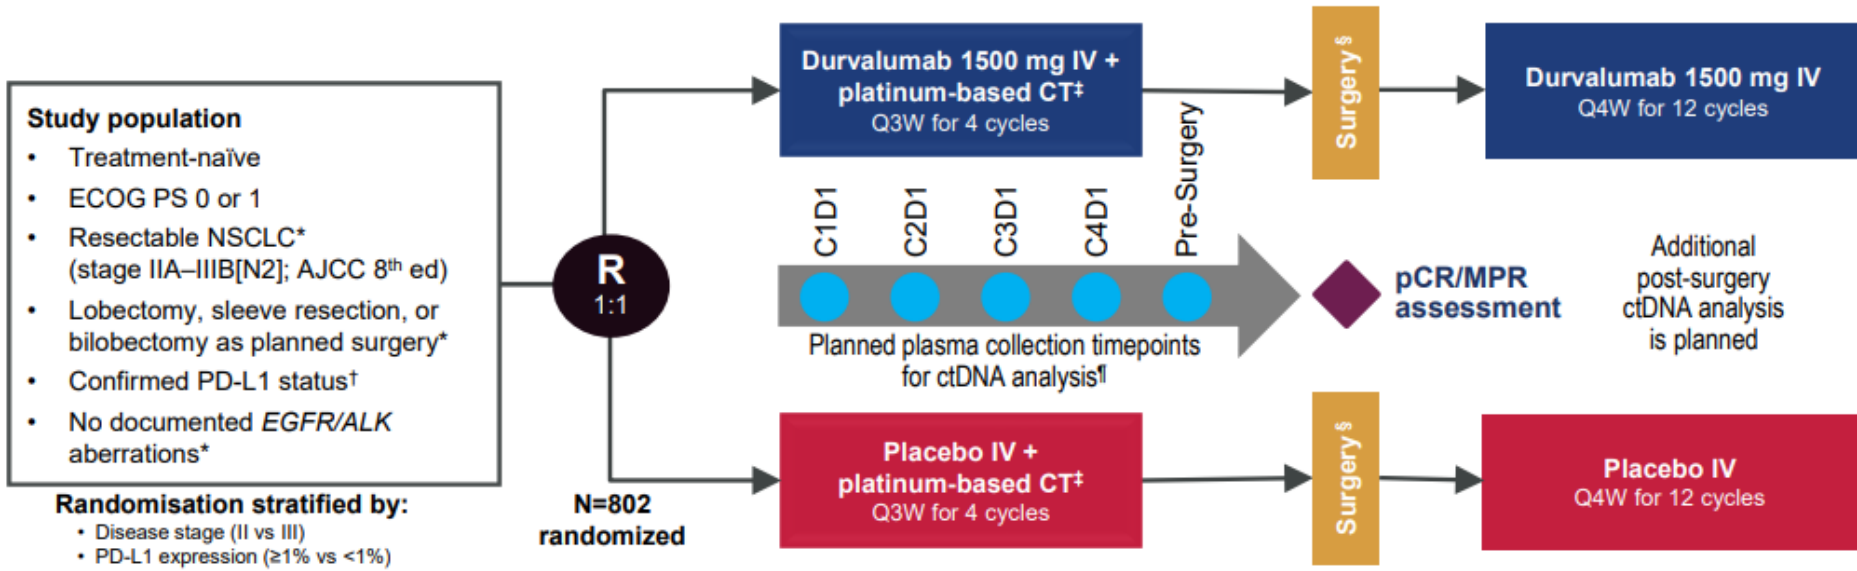 Study population
• Treatment-naïve
• ECOG PS 0 or 1
• Resectable NSCLC*
(stage IIA–IIIB[N2]; AJCC 8th ed)
• Lobectomy, sleeve resection, or
bilobectomy as planned surgery*
• Confirmed PD-L1 status†
• No documented EGFR/ALK
aberrations*
Randomisation stratified by:
• Disease stage (II vs III)
• PD-L1 expression (≥1% vs <1%)
R
1:1
N=802
randomized
Durvalumab 1500 mg IV +
platinum-based CT‡
Q3W for 4 cycles
Surgery§
Durvalumab 1500 mg IV
Q4W for 12 cycles
C1D1
C2D1
C3D1
C4D1
Pre-Surgery
Planned plasma collection timepoints
for ctDNA analysis¶
pCR/MPR
assessment
Additional
post-surgery
ctDNA analysis
is planned
Placebo IV +
platinum-based CT‡
Q3W for 4 cycles
Surgery§
Placebo IV
Q4W for 12 cycles